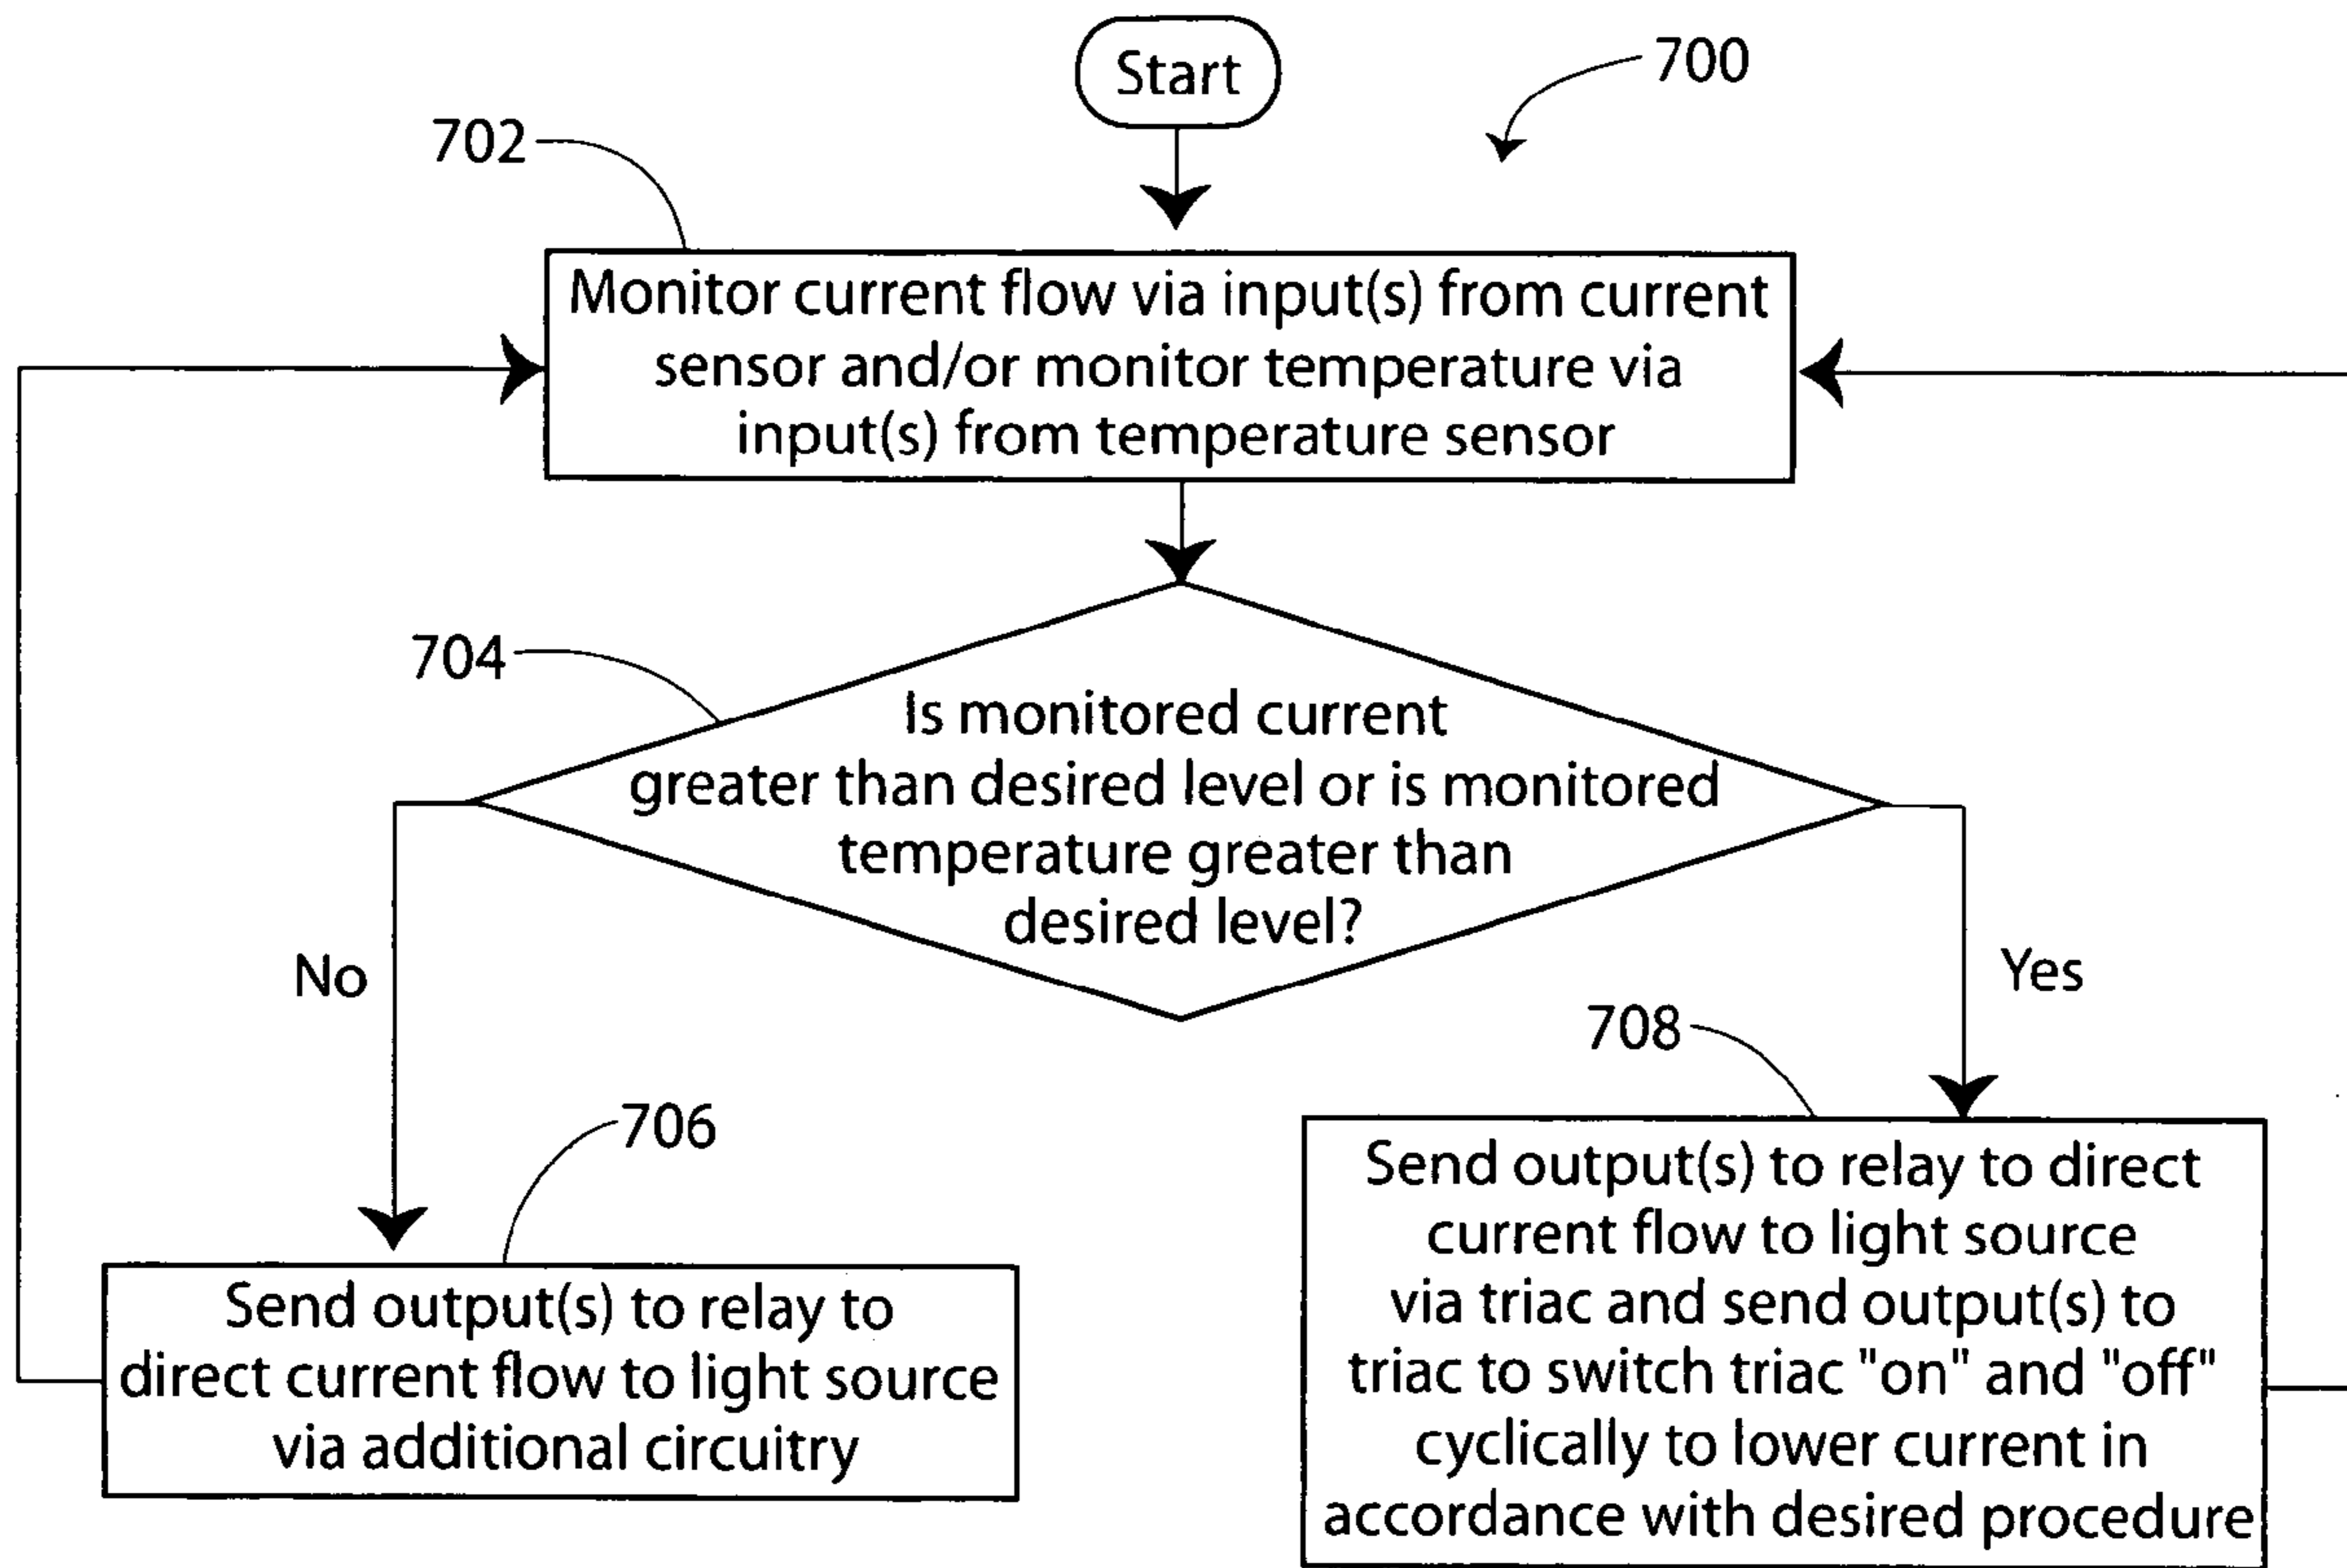 Start
700
702
Monitor current flow via input(s) from current
sensor and/or monitor temperature via
input(s) from temperature sensor
704
Is monitored current
greater than desired level or is monitored
temperature greater than
desired level?
No
Yes
706
Send output(s) to relay to
direct current flow to light source
via additional circuitry
708
Send output(s) to relay to direct
current flow to light source
via triac and send output(s) to
triac to switch triac "on" and "off"
cyclically to lower current in
accordance with desired procedure